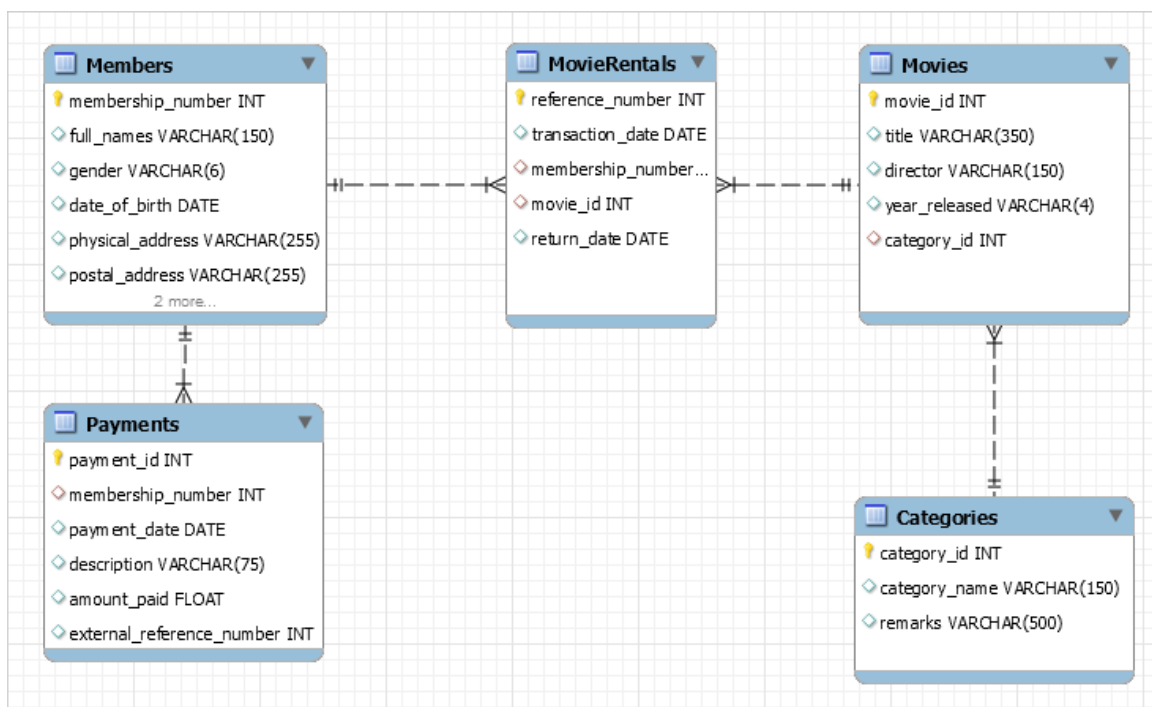 Members
membership_number INT
full_names VARCHAR(150)
gender VARCHAR(6)
date_of_birth DATE
physical_address VARCHAR(255)
postal_address VARCHAR(255)
2 more...
MovieRentals
reference_number INT
transaction_date DATE
membership_number...
movie_id INT
return_date DATE
Movies
movie_id INT
title VARCHAR(350)
director VARCHAR(150)
year_released VARCHAR(4)
category_id INT
Payments
payment_id INT
membership_number INT
payment_date DATE
description VARCHAR(75)
amount_paid FLOAT
external_reference_number INT
Categories
category_id INT
category_name VARCHAR(150)
remarks VARCHAR(500)